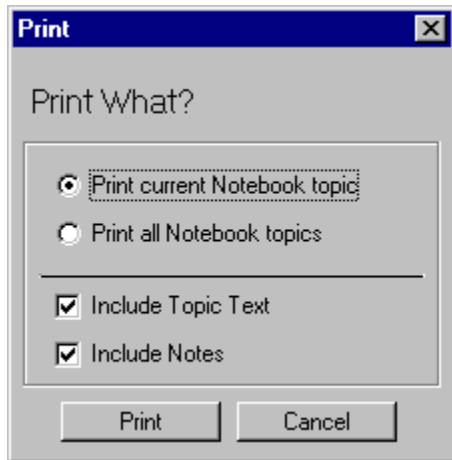 Print
Print What?
Print current Notebook topic
Print all Notebook topics
Include Topic Text
Include Notes
Print Cancel